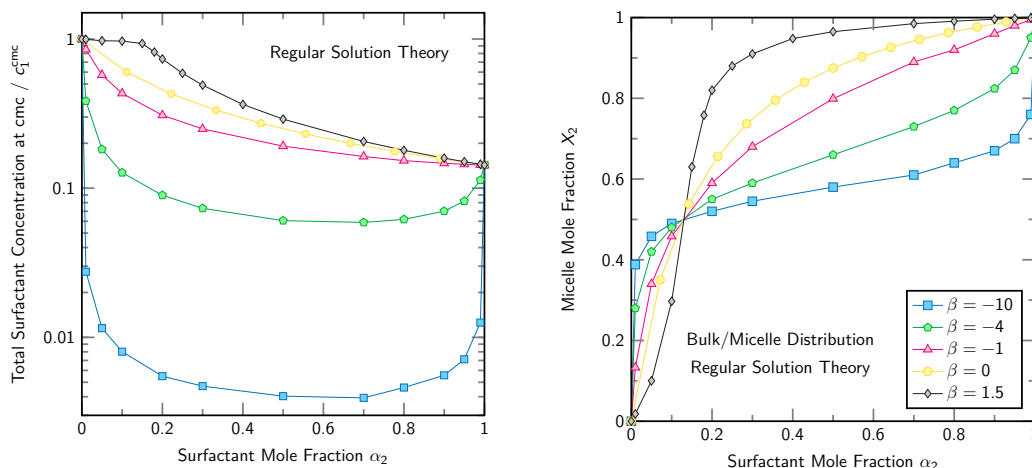 Total Surfactant Concentration at cmc / c₁ᶜᵐᶜ
1
0.1
0.01
Regular Solution Theory
0 0.2 0.4 0.6 0.8 1
Surfactant Mole Fraction α₂
Micelle Mole Fraction X₂
1
0.8
0.6
0.4
0.2
0
Bulk/Micelle Distribution
Regular Solution Theory
β = −10
β = −4
β = −1
β = 0
β = 1.5
0 0.2 0.4 0.6 0.8 1
Surfactant Mole Fraction α₂